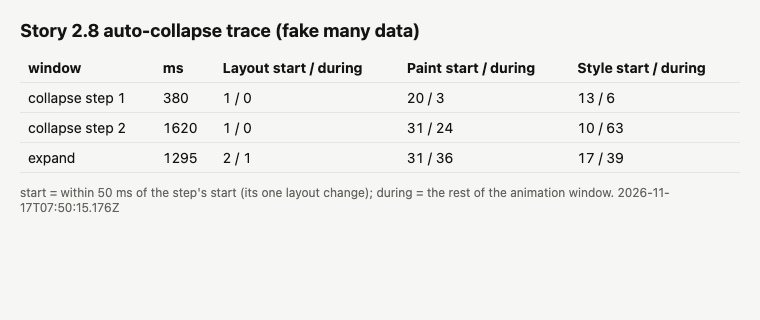 Story 2.8 auto-collapse trace (fake many data)
window ms Layout start / during Paint start / during Style start / during
collapse step 1 380 1 / 0 20 / 3 13 / 6
collapse step 2 1620 1 / 0 31 / 24 10 / 63
expand 1295 2 / 1 31 / 36 17 / 39
start = within 50 ms of the step's start (its one layout change); during = the rest of the animation window. 2026-11-
17T07:50:15.176Z